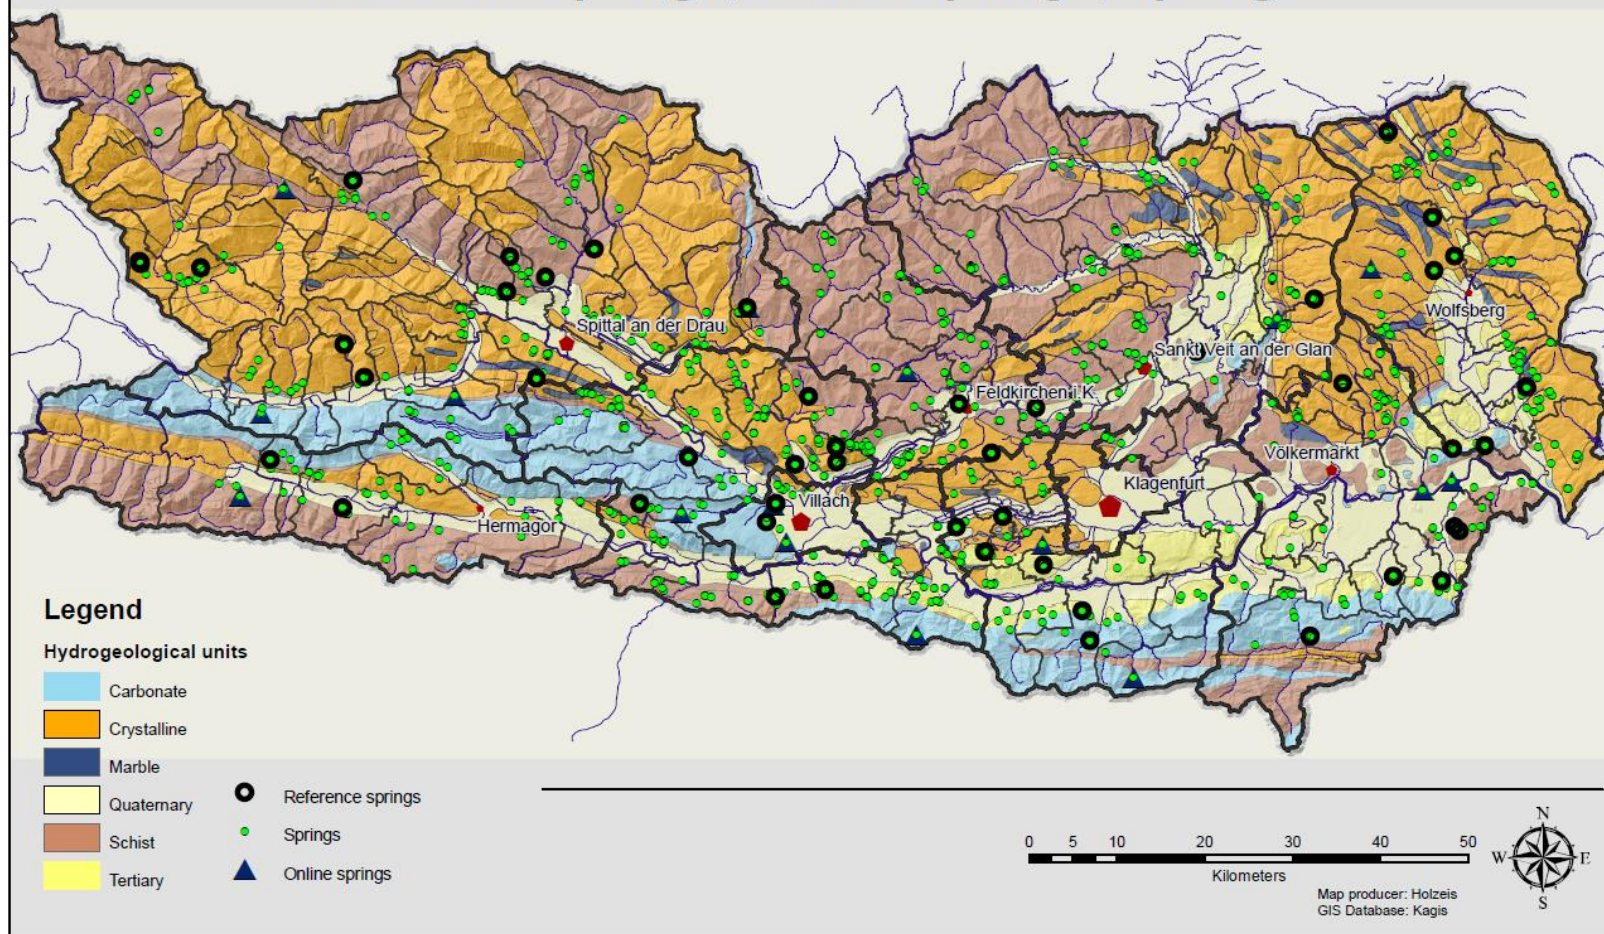 Spittal an der Drau
Wolfsberg
Sankt Veit an der Glan
Feldkirchen i.K.
Völkermarkt
Klagenfurt
Villach
Hermagor
Legend
Hydrogeological units
Carbonate
Crystalline
Marble
Quaternary
Schist
Tertiary
Reference springs
Springs
Online springs
0 5 10 20 30 40 50
Kilometers
N
W E
S
Map producer: Holzeis
GIS Database: Kagis